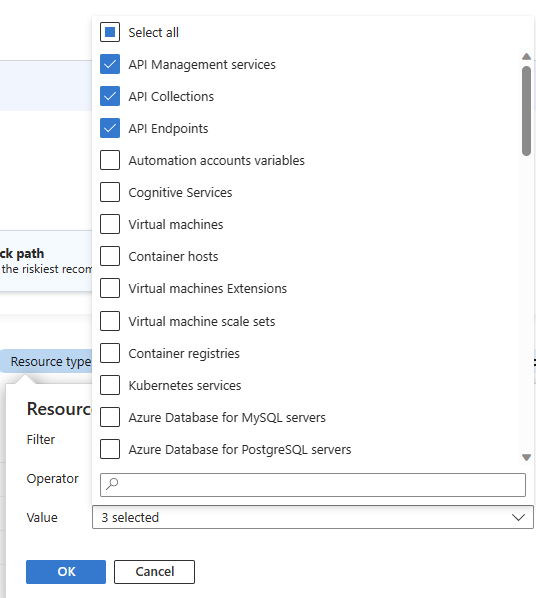 Select all
API Management services
API Collections
API Endpoints
Automation accounts variables
Cognitive Services
Virtual machines
Container hosts
Virtual machines Extensions
Virtual machine scale sets
Container registries
Kubernetes services
Azure Database for MySQL servers
Azure Database for PostgreSQL servers
ck path
the riskiest recom
Resource type
Resourc
Filter
Operator
Value
3 selected
OK
Cancel